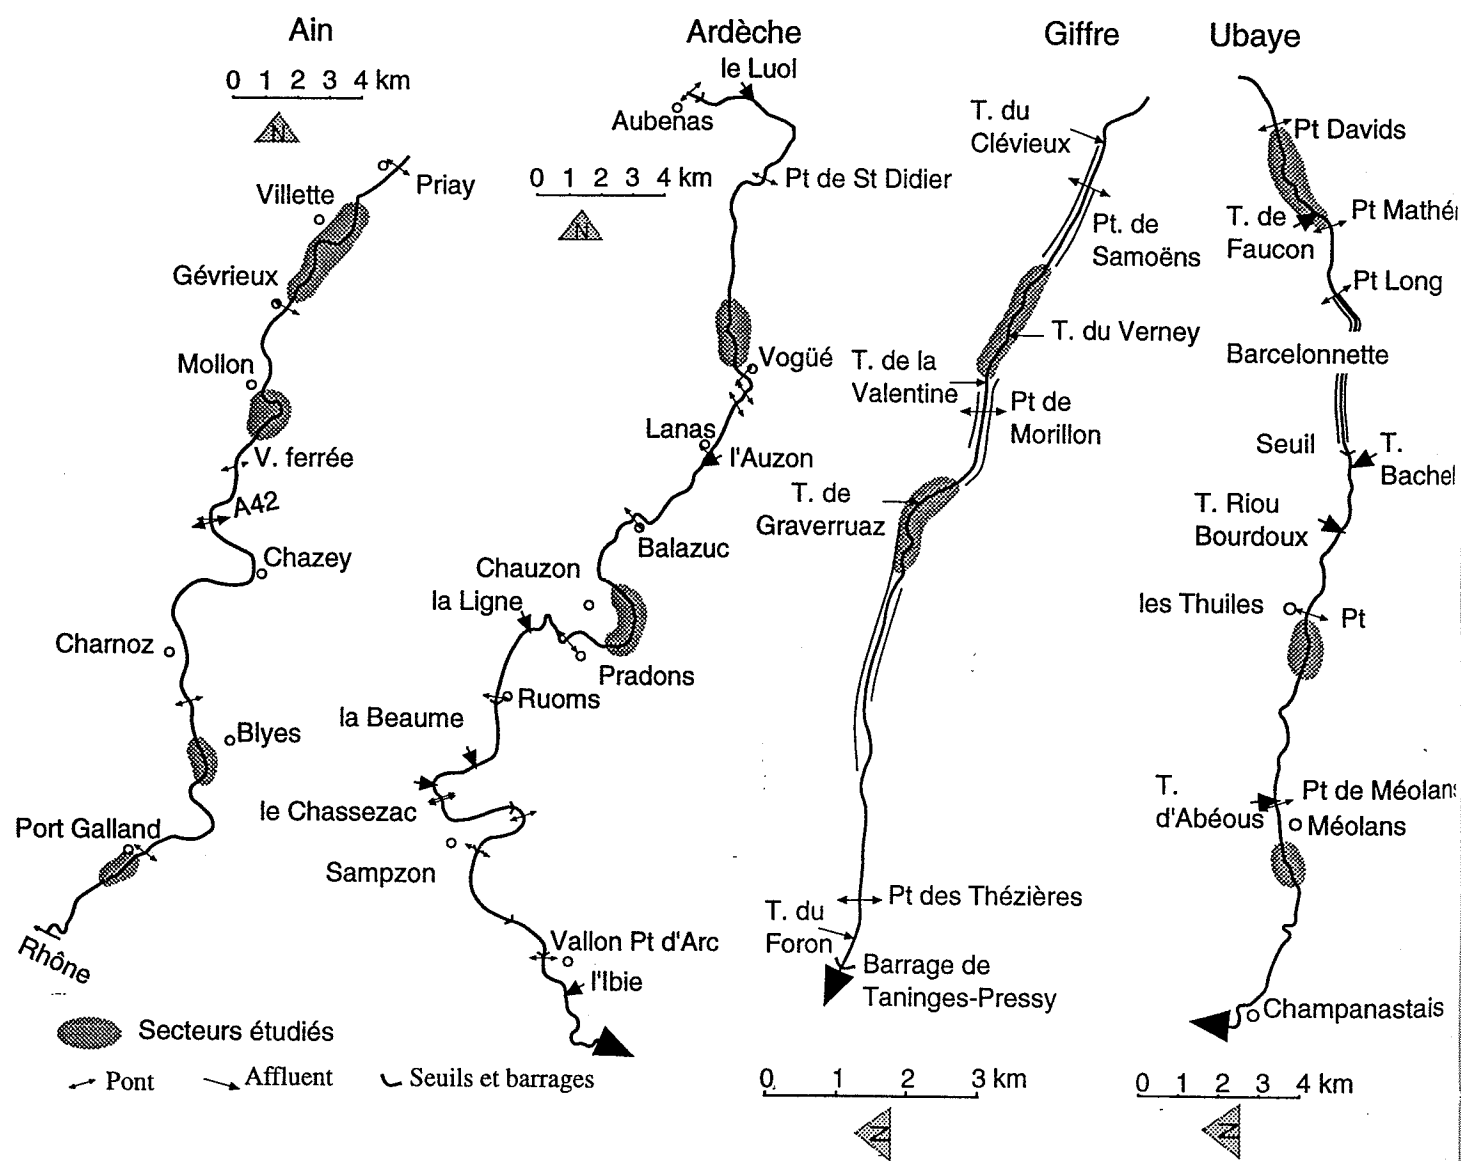 Ain
0 1 2 3 4 km
N
Priay
Villette
Gévrieux
Mollon
V. ferrée
A42
Chazey
Charnoz
Blyes
Port Galland
Rhône
Ardèche
le Luol
Aubenas
0 1 2 3 4 km
N
Pt de St Didier
Vogüé
Lanas
l'Auzon
Balazuc
Chauzon
la Ligne
Pradons
Ruoms
la Beaume
le Chassezac
Sampzon
Vallon Pt d'Arc
l'Ibie
Giffre
T. du
Clévieux
Pt. de
Samoëns
T. du Verney
T. de la
Valentine
Pt de
Morillon
T. de
Graverruaz
Pt des Thézières
T. du
Foron
Barrage de
Taninges-Pressy
0 1 2 3 km
N
Ubaye
Pt Davids
T. de
Faucon
Pt Mathé
Pt Long
Barcelonnette
Seuil
T.
Bachel
T. Riou
Bourdoux
les Thuiles
Pt
T.
d'Abéous
Pt de Méolans
Méolans
Champanastais
0 1 2 3 4 km
N
Secteurs étudiés
Pont
Affluent
Seuils et barrages